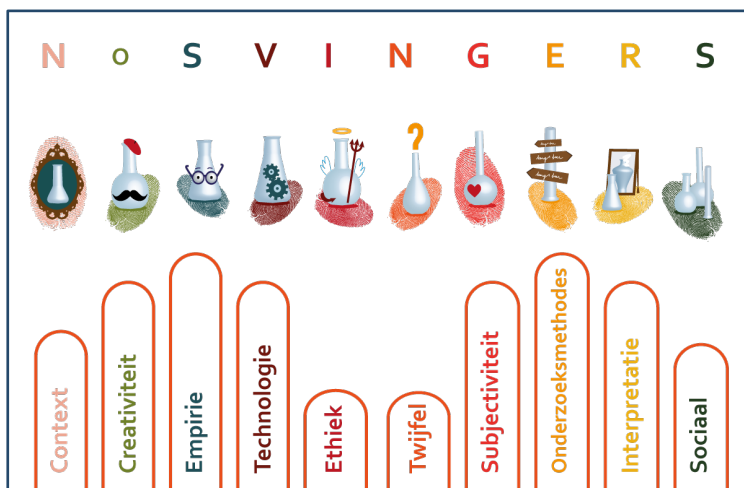 NoSVINGERS
?
Context
Creativiteit
Empirie
Technologie
Ethiek
Twijfel
Subjectiviteit
Onderzoeksmethodes
Interpretatie
Sociaal